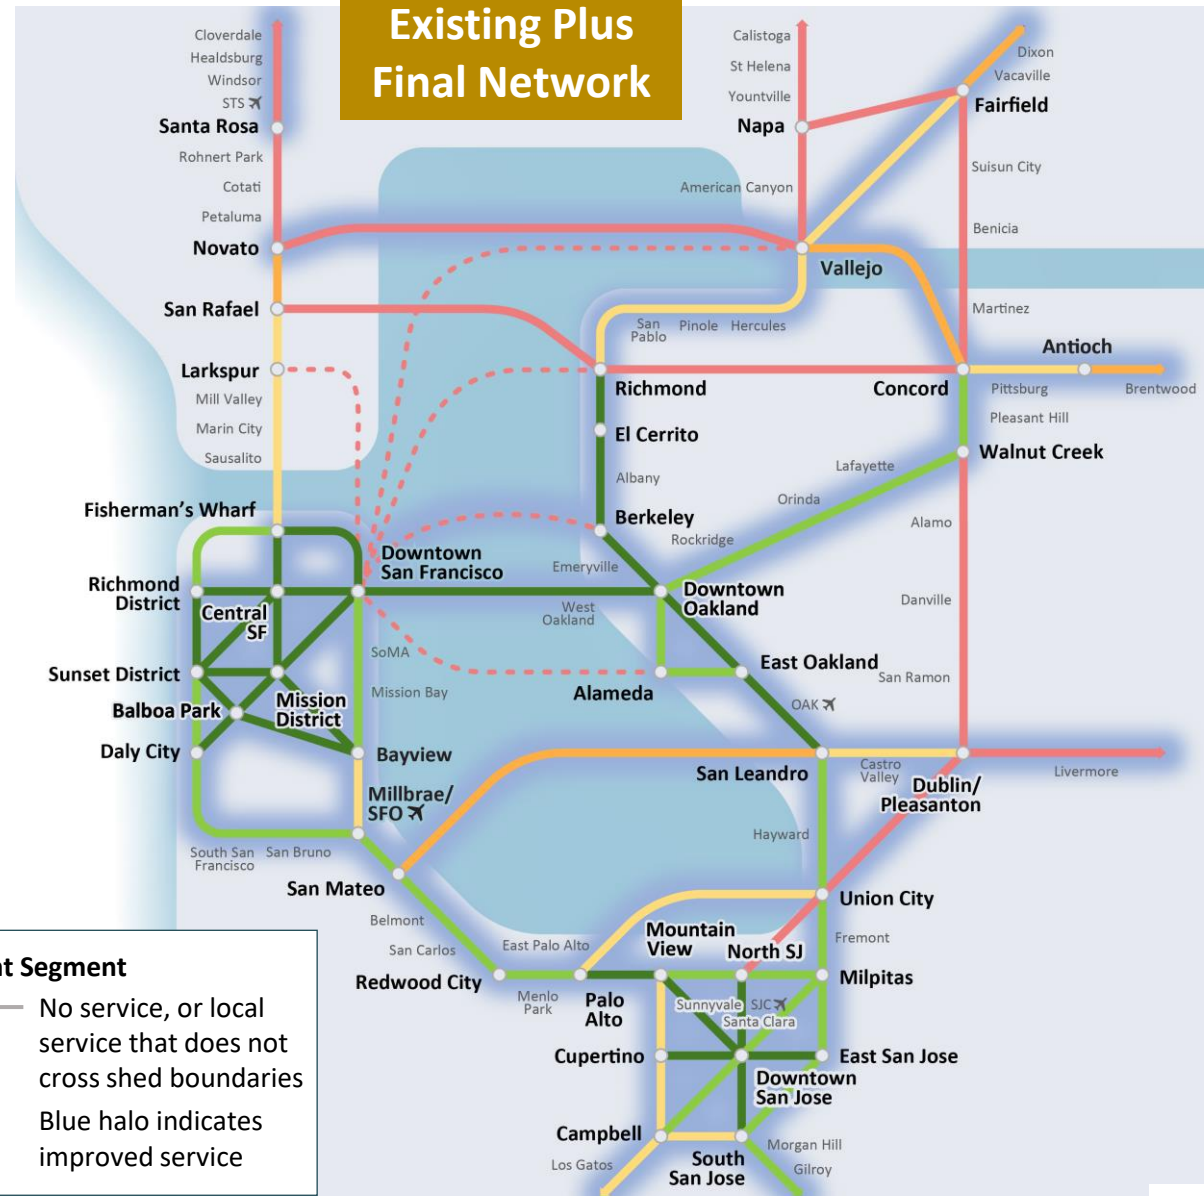 Existing Plus
Final Network
Cloverdale
Healdsburg
Windsor
STS
Santa Rosa
Rohnert Park
Cotati
Petaluma
Novato
San Rafael
Larkspur
Mill Valley
Marin City
Sausalito
Fisherman's Wharf
Calistoga
St Helena
Yountville
Napa
American Canyon
Vallejo
Dixon
Vacaville
Fairfield
Suisun City
Benicia
Martinez
San
Pablo
Pinole
Hercules
Richmond
Concord
Antioch
Pittsburg
Brentwood
Pleasant Hill
Walnut Creek
El Cerrito
Albany
Berkeley
Lafayette
Orinda
Rockridge
Alamo
Danville
San Ramon
Emeryville
West
Oakland
Downtown
Oakland
Downtown
San Francisco
Richmond
District
Central
SF
Sunset District
Balboa Park
Mission
District
Daly City
SoMA
Mission Bay
Bayview
Millbrae/
SFO
South San
Francisco
San Bruno
Alameda
East Oakland
OAK
San Leandro
Castro
Valley
Dublin/
Pleasanton
Livermore
Hayward
San Mateo
Belmont
San Carlos
Redwood City
Menlo
Park
East Palo Alto
Palo
Alto
Mountain
View
North SJ
Union City
Fremont
Milpitas
Sunnyvale
SJC
Santa Clara
Cupertino
East San Jose
Downtown
San Jose
Campbell
Los Gatos
South
San Jose
Morgan Hill
Gilroy
Segment
No service, or local
service that does not
cross shed boundaries
Blue halo indicates
improved service